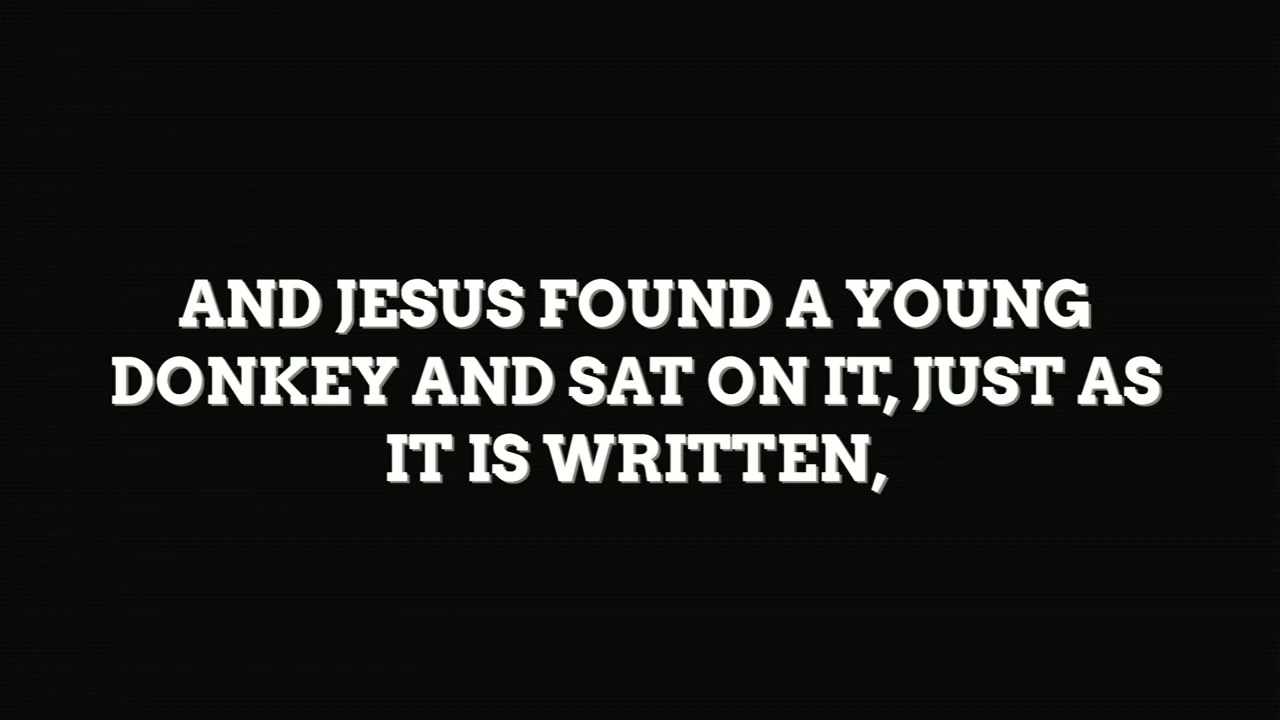 AND JESUS FOUND A YOUNG
DONKEY AND SAT ON IT, JUST AS
IT IS WRITTEN,